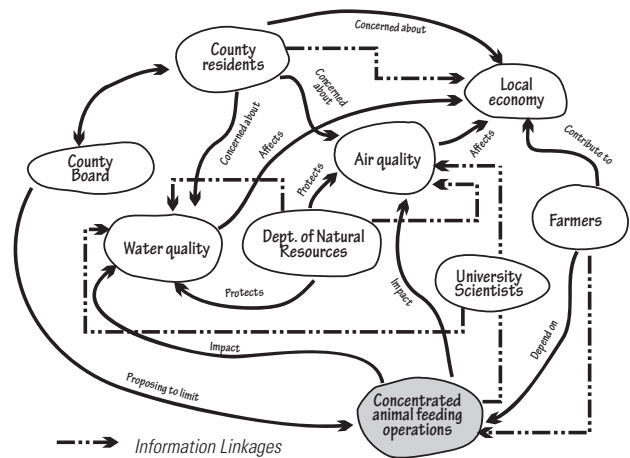 Concerned about
County
residents
Concerned
about
Local
economy
Concerned about
Affects
Affects
Contribute to
County
Board
Air quality
Protects
Farmers
Water quality
Dept. of Natural
Resources
University
Scientists
Protects
Impact
Depend on
Impact
Proposing to limit
Concentrated
animal feeding
operations
Information Linkages